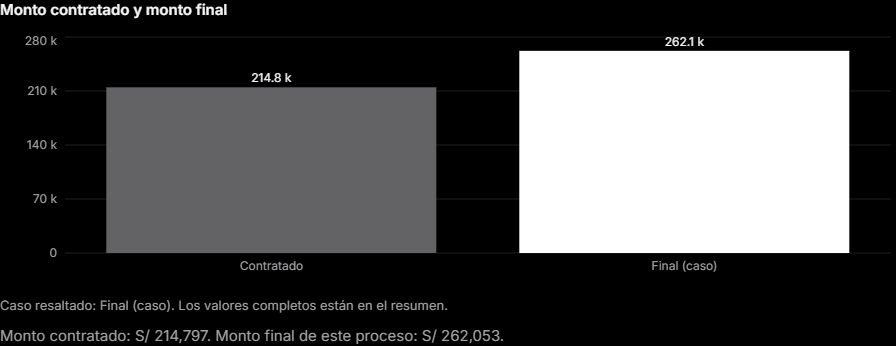 Monto contratado y monto final
280 k
262.1 k
214.8 k
210 k
140 k
70 k
0
Contratado
Final (caso)
Caso resaltado: Final (caso). Los valores completos están en el resumen.
Monto contratado: S/ 214,797. Monto final de este proceso: S/ 262,053.